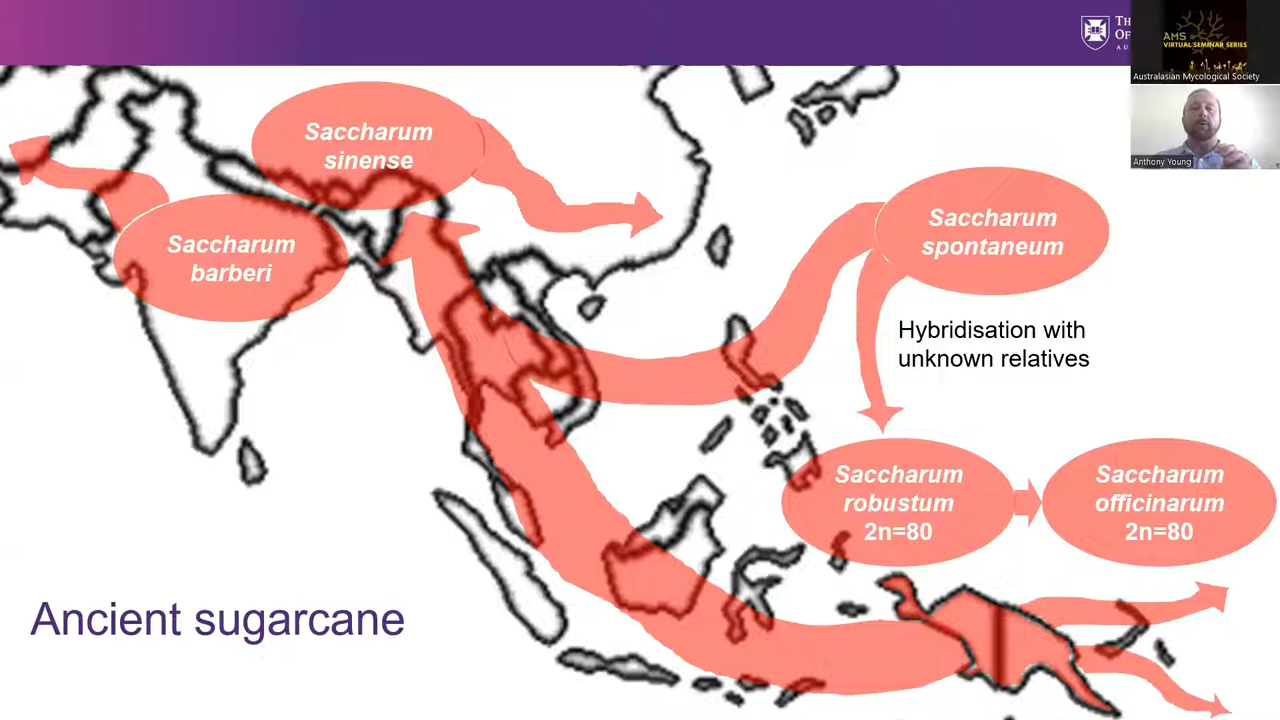 AMS
VIRTUAL SEMINAR SERIES
Australasian Mycological Society
Anthony Young
Saccharum
sinense
Saccharum
barberi
Saccharum
spontaneum
Hybridisation with
unknown relatives
Saccharum
robustum
2n=80
Saccharum
officinarum
2n=80
Ancient sugarcane